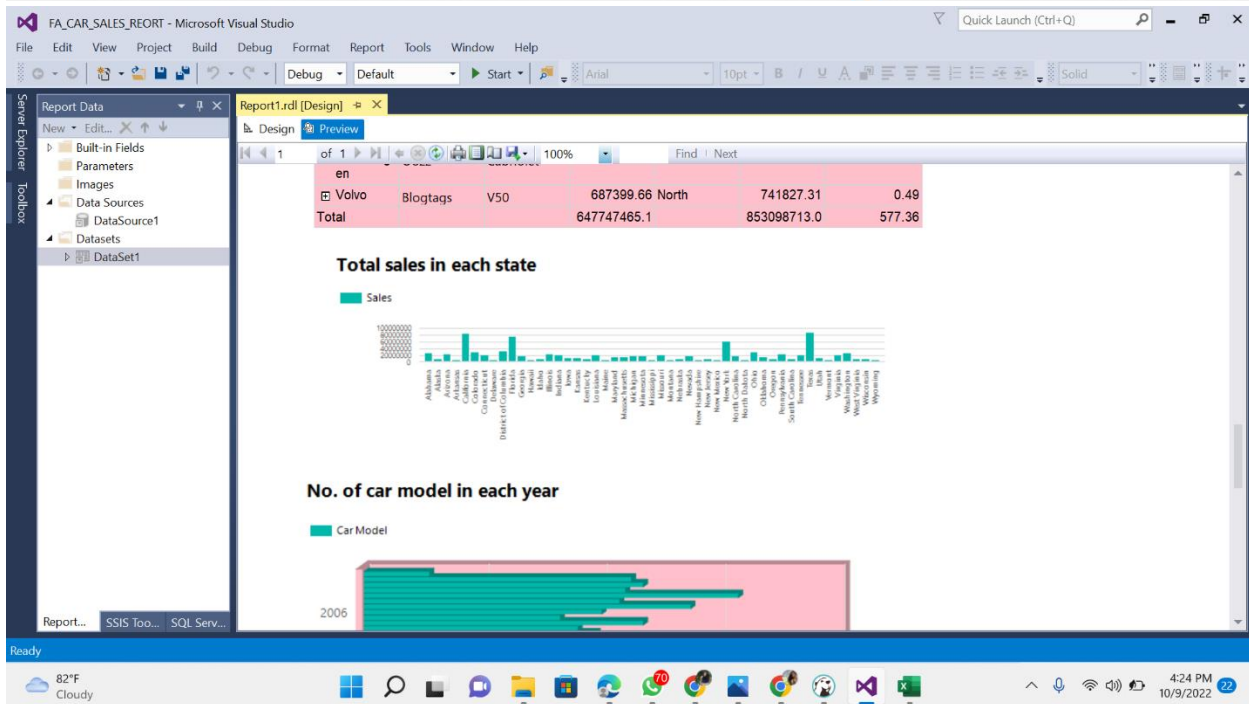 FA_CAR_SALES_REORT - Microsoft Visual Studio
Quick Launch (Ctrl+Q)
File Edit View Project Build Debug Format Report Tools Window Help
Debug Default Start Arial 10pt B I U A Solid
Server Explorer
Toolbox
Report Data
New Edit...
Built-in Fields
Parameters
Images
Data Sources
DataSource1
Datasets
DataSet1
Report... SSIS Too... SQL Serv...
Report1.rdl [Design]
Design Preview
1 of 1 100% Find Next
en
Volvo Blogtags V50 687399.66 North 741827.31 0.49
Total 647747465.1 853098713.0 577.36
Total sales in each state
Sales
100000000
0
Alabama
Alaska
Arizona
Arkansas
California
Colorado
Connecticut
Delaware
District of Columbia
Florida
Georgia
Hawaii
Idaho
Illinois
Indiana
Iowa
Kansas
Kentucky
Louisiana
Maine
Maryland
Massachusetts
Michigan
Minnesota
Mississippi
Missouri
Montana
Nebraska
Nevada
New Hampshire
New Jersey
New Mexico
New York
North Carolina
North Dakota
Ohio
Oklahoma
Oregon
Pennsylvania
South Carolina
Tennessee
Texas
Utah
Vermont
Virginia
Washington
West Virginia
Wisconsin
Wyoming
No. of car model in each year
Car Model
2006
Ready
82°F
Cloudy
70
4:24 PM
10/9/2022
22